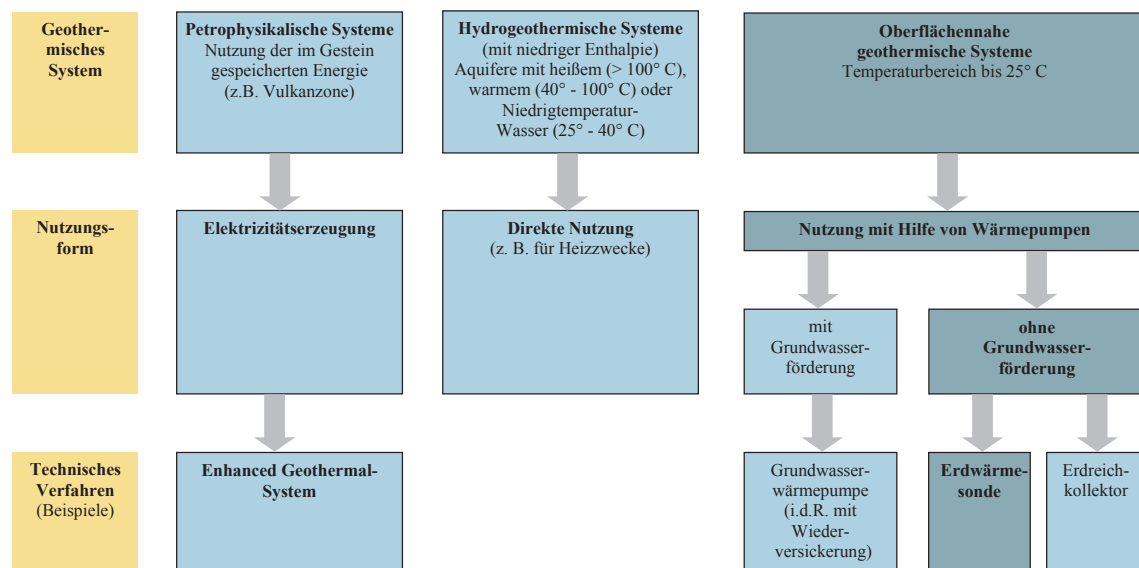 Geother-
misches
System
Petrophysikalische Systeme
Nutzung der im Gestein
gespeicherten Energie
(z.B. Vulkanzone)
Hydrogeothermische Systeme
(mit niedriger Enthalpie)
Aquifere mit heißem (> 100° C),
warmem (40° - 100° C) oder
Niedrigtemperatur-
Wasser (25° - 40° C)
Oberflächennahe
geothermische Systeme
Temperaturbereich bis 25° C
Nutzungs-
form
Elektrizitätserzeugung
Direkte Nutzung
(z. B. für Heizzwecke)
Nutzung mit Hilfe von Wärmepumpen
mit
Grundwasser-
förderung
ohne
Grundwasser-
förderung
Technisches
Verfahren
(Beispiele)
Enhanced Geothermal-
System
Grundwasser-
wärmepumpe
(i.d.R. mit
Wieder-
versickerung)
Erdwärme-
sonde
Erdreich-
kollektor